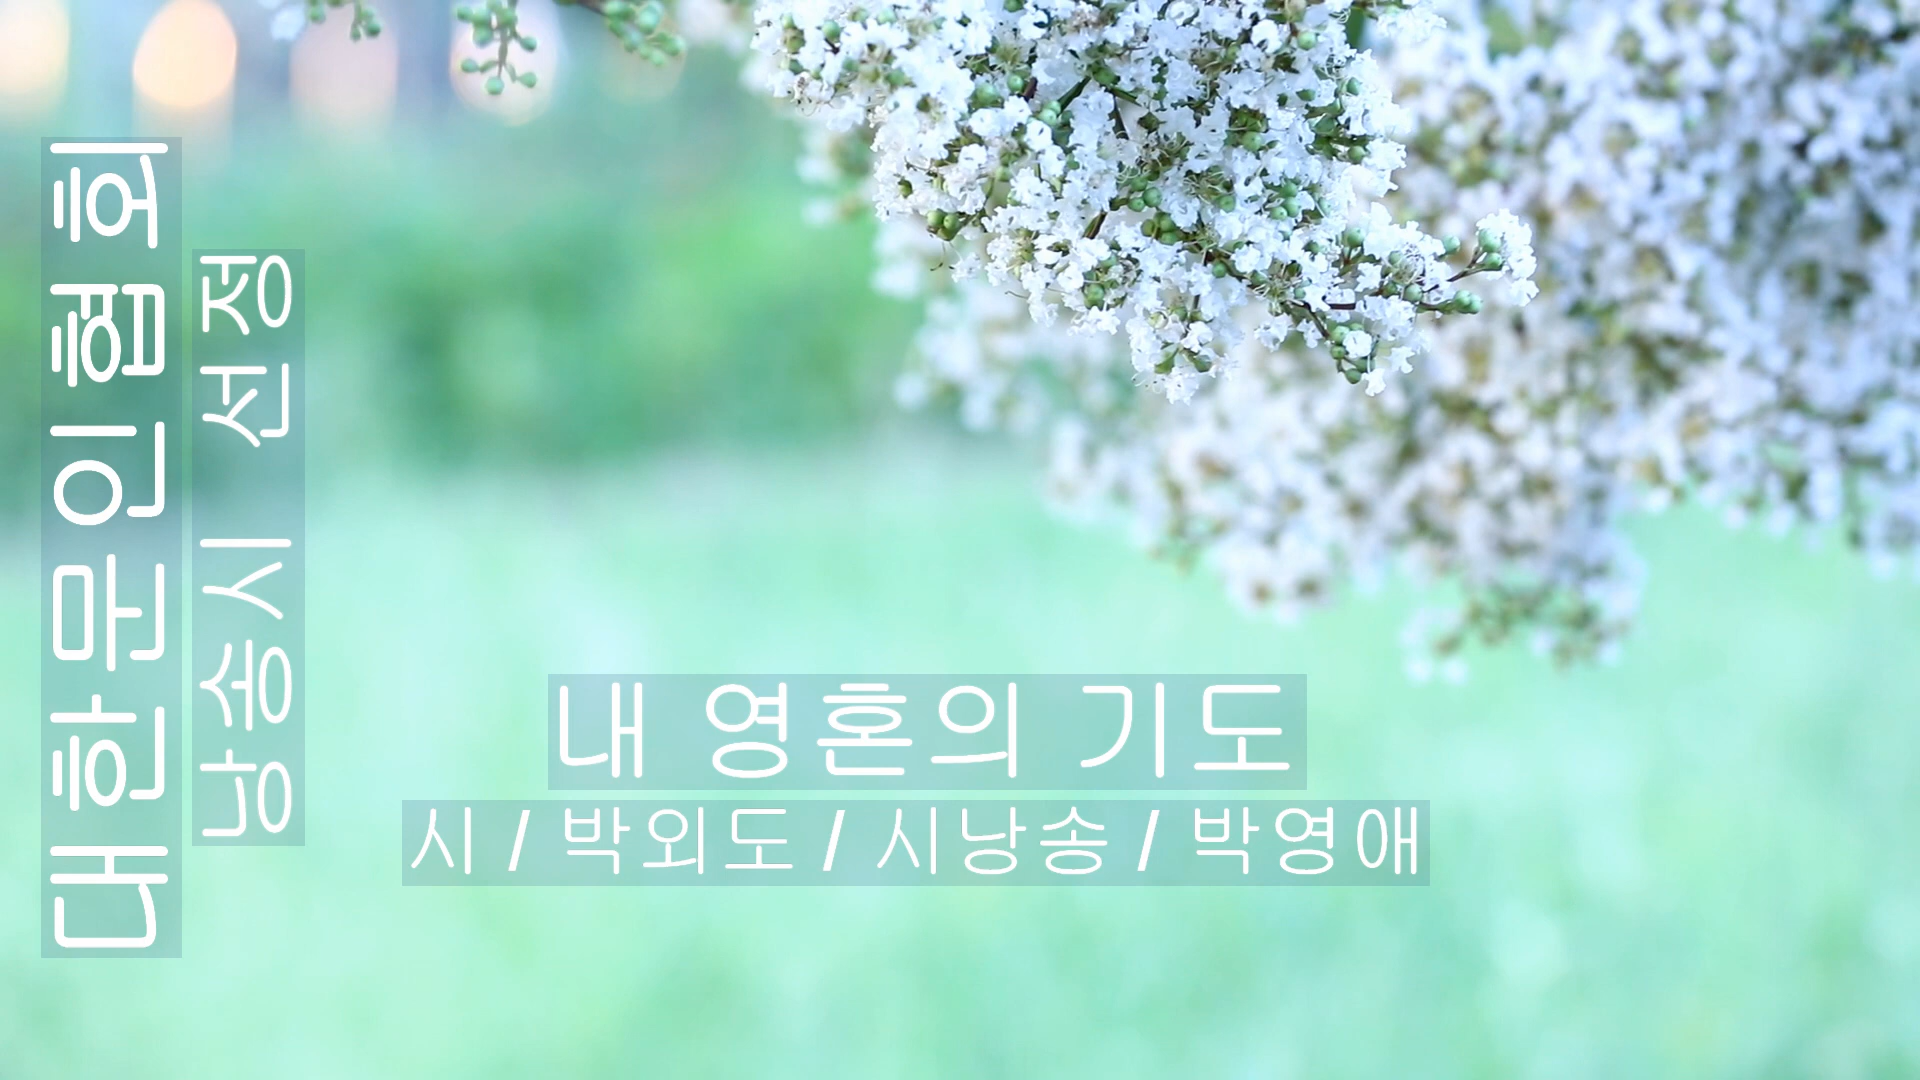 대한문인협회
낭송시 선정
내 영혼의 기도
시 / 박외도 / 시낭송 / 박영애